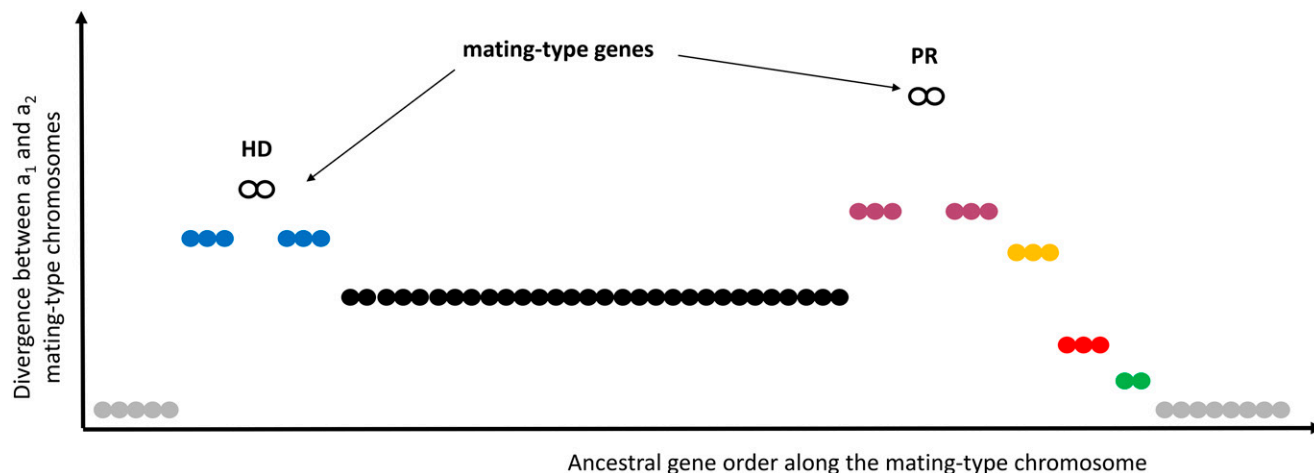 mating-type genes
PR
HD
Divergence between a₁ and a₂
mating-type chromosomes
Ancestral gene order along the mating-type chromosome